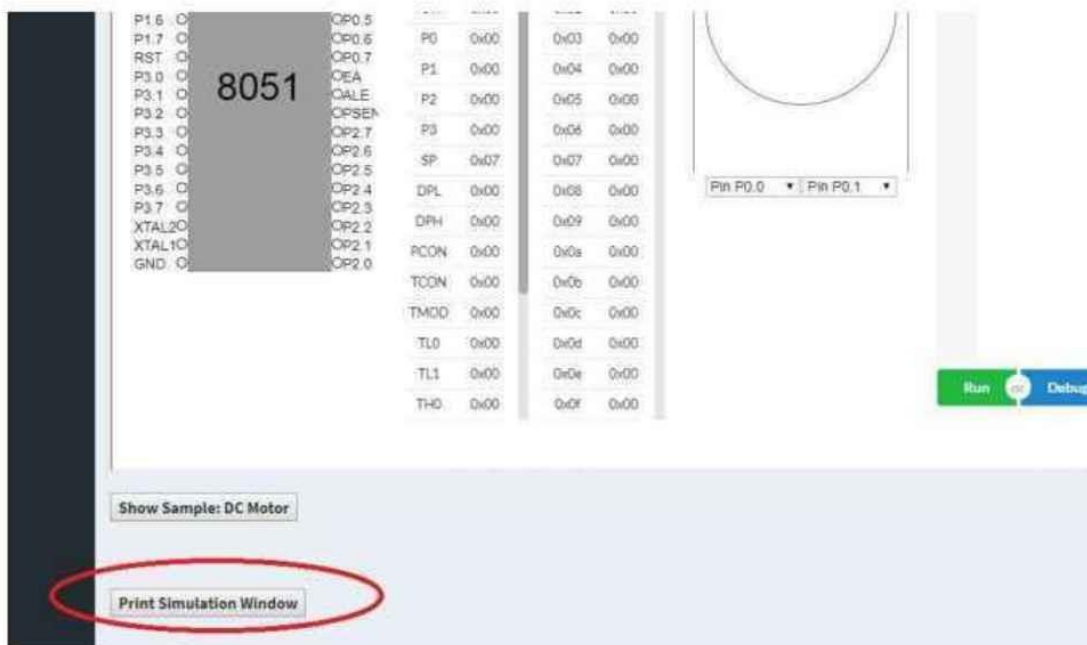 P1.6 P0.5
P1.7 P0.6
RST P0.7
P3.0 EA
P3.1 ALE
P3.2 PSEN
P3.3 P2.7
P3.4 P2.6
P3.5 P2.5
P3.6 P2.4
P3.7 P2.3
XTAL2 P2.2
XTAL1 P2.1
GND P2.0
8051
P0 0x00 0x03 0x00
P1 0x00 0x04 0x00
P2 0x00 0x05 0x00
P3 0x00 0x06 0x00
SP 0x07 0x07 0x00
DPL 0x00 0x08 0x00
DPH 0x00 0x09 0x00
PCON 0x00 0x0a 0x00
TCON 0x00 0x0b 0x00
TMOD 0x00 0x0c 0x00
TL0 0x00 0x0d 0x00
TL1 0x00 0x0e 0x00
TH0 0x00 0x0f 0x00
Pin P0.0 Pin P0.1
Run or Debug
Show Sample: DC Motor
Print Simulation Window